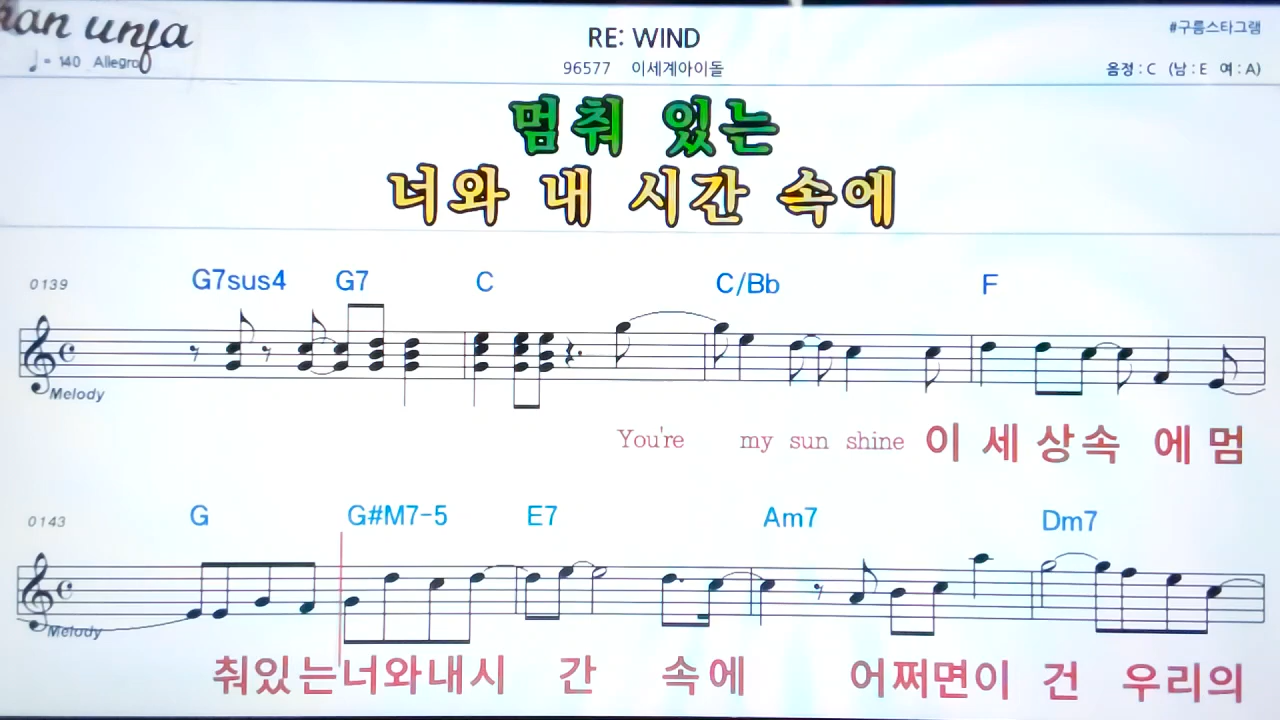 RE: WIND
#구름스타그램
♩= 140 Allegro
96577 이세계아이돌
음정 : C (남 : E 여 : A)
멈춰 있는
너와 내 시간 속에
0139 G7sus4 G7 C C/Bb F
Melody
You're my sun shine 이 세 상속 에 멈
0143 G G#M7-5 E7 Am7 Dm7
Melody
춰있는너와내시 간 속에 어쩌면이 건 우리의